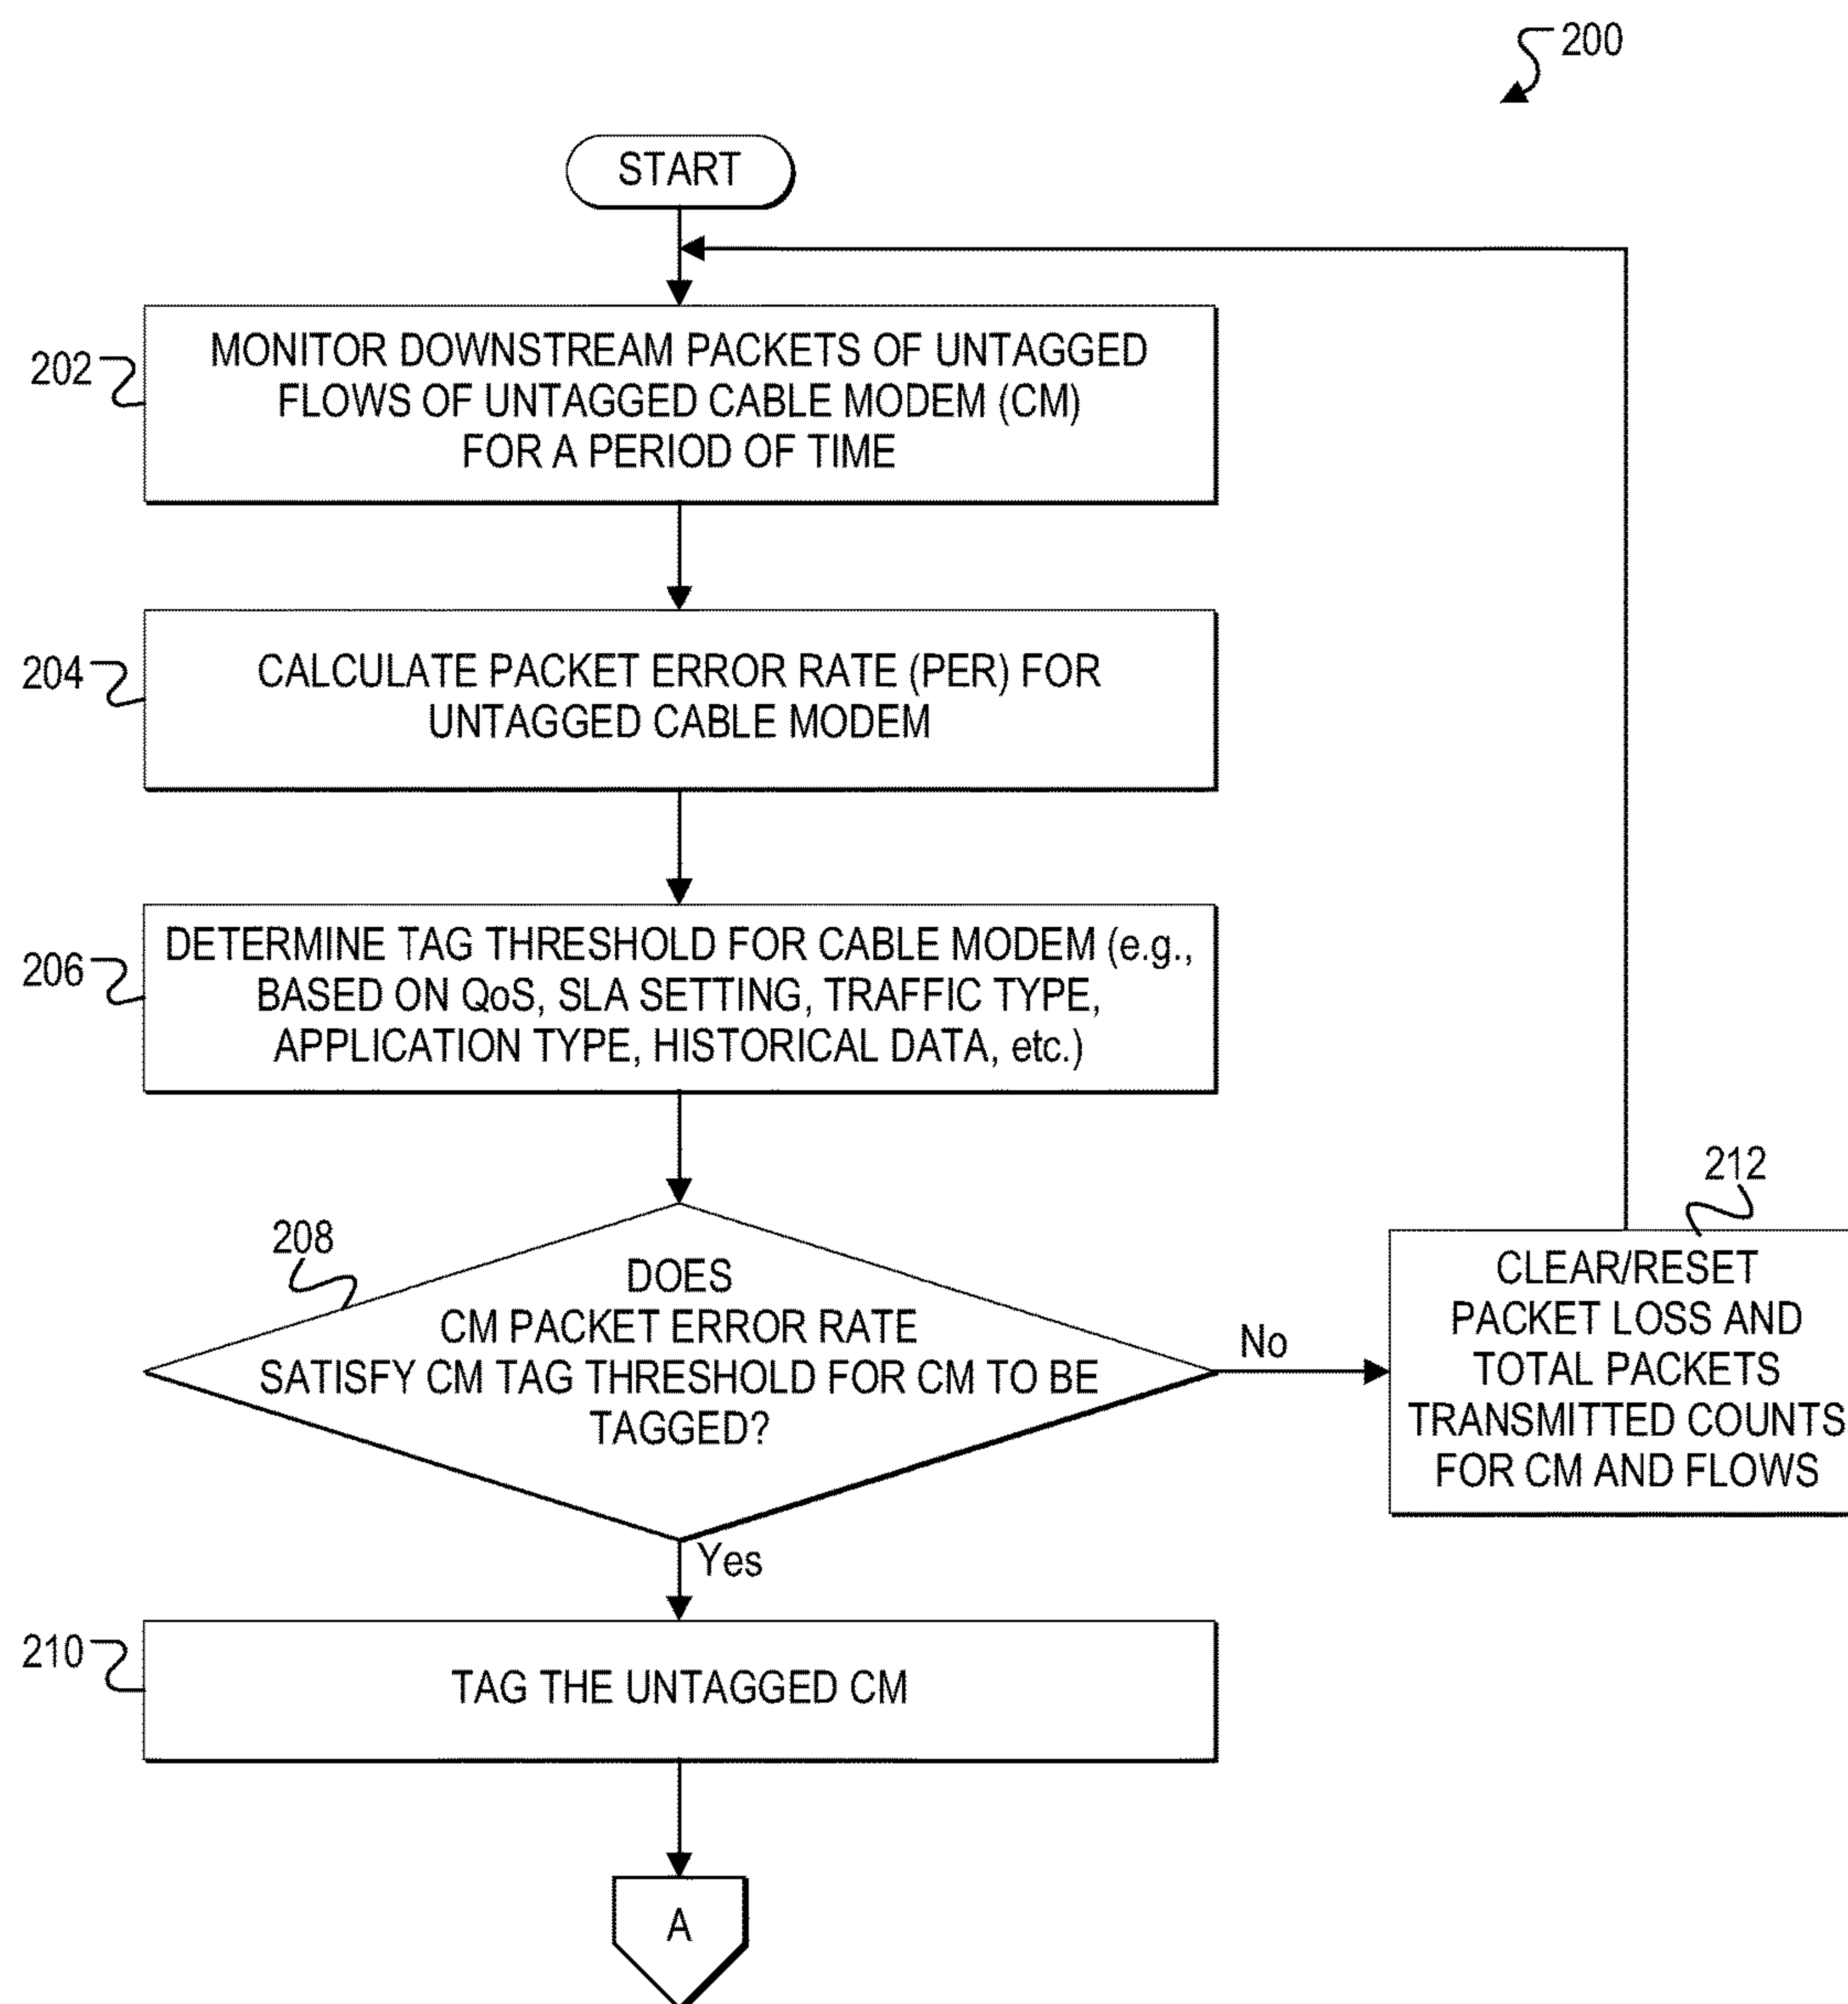 200
START
202
MONITOR DOWNSTREAM PACKETS OF UNTAGGED
FLOWS OF UNTAGGED CABLE MODEM (CM)
FOR A PERIOD OF TIME
204
CALCULATE PACKET ERROR RATE (PER) FOR
UNTAGGED CABLE MODEM
206
DETERMINE TAG THRESHOLD FOR CABLE MODEM (e.g.,
BASED ON QoS, SLA SETTING, TRAFFIC TYPE,
APPLICATION TYPE, HISTORICAL DATA, etc.)
208
DOES
CM PACKET ERROR RATE
SATISFY CM TAG THRESHOLD FOR CM TO BE
TAGGED?
No
212
CLEAR/RESET
PACKET LOSS AND
TOTAL PACKETS
TRANSMITTED COUNTS
FOR CM AND FLOWS
Yes
210
TAG THE UNTAGGED CM
A